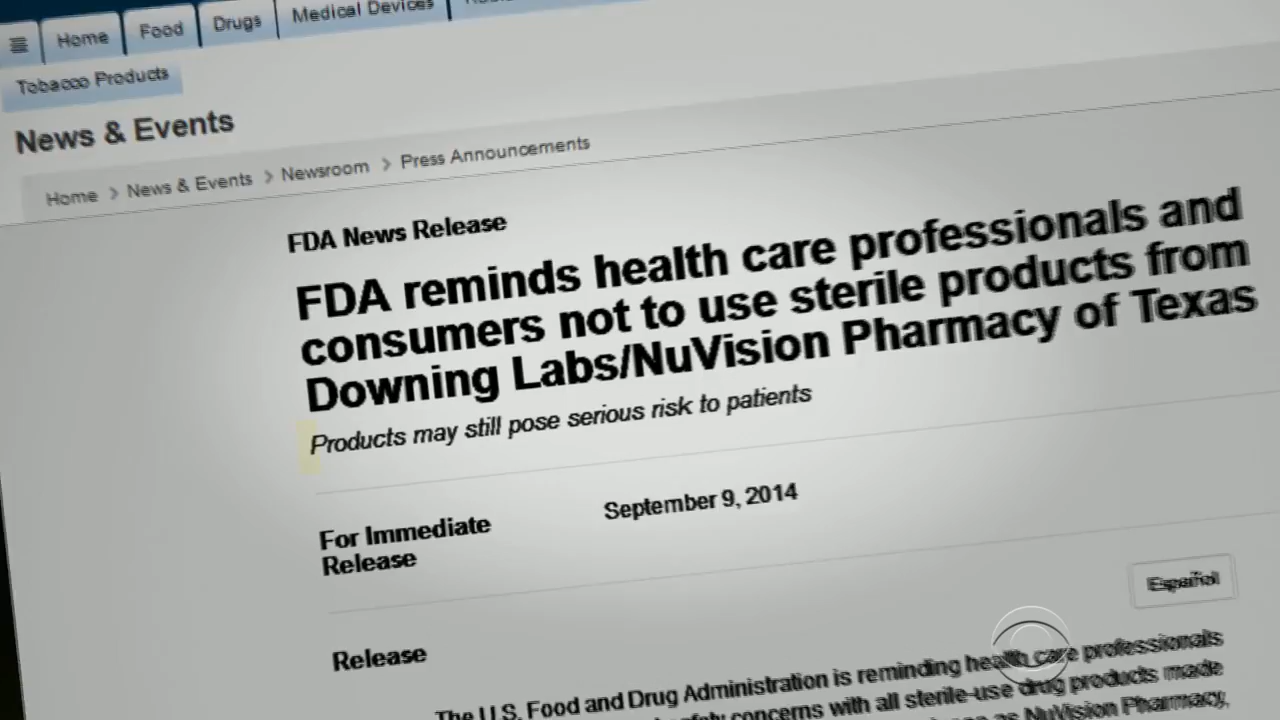 Home Food Drugs Medical Devices
Tobacco Products
News & Events
Home > News & Events > Newsroom > Press Announcements
FDA News Release
FDA reminds health care professionals and
consumers not to use sterile products from
Downing Labs/NuVision Pharmacy of Texas
Products may still pose serious risk to patients
For Immediate
Release
September 9, 2014
Español
Release
The U.S. Food and Drug Administration is reminding health care professionals
concerns with all sterile-use drug products made
as NuVision Pharmacy,